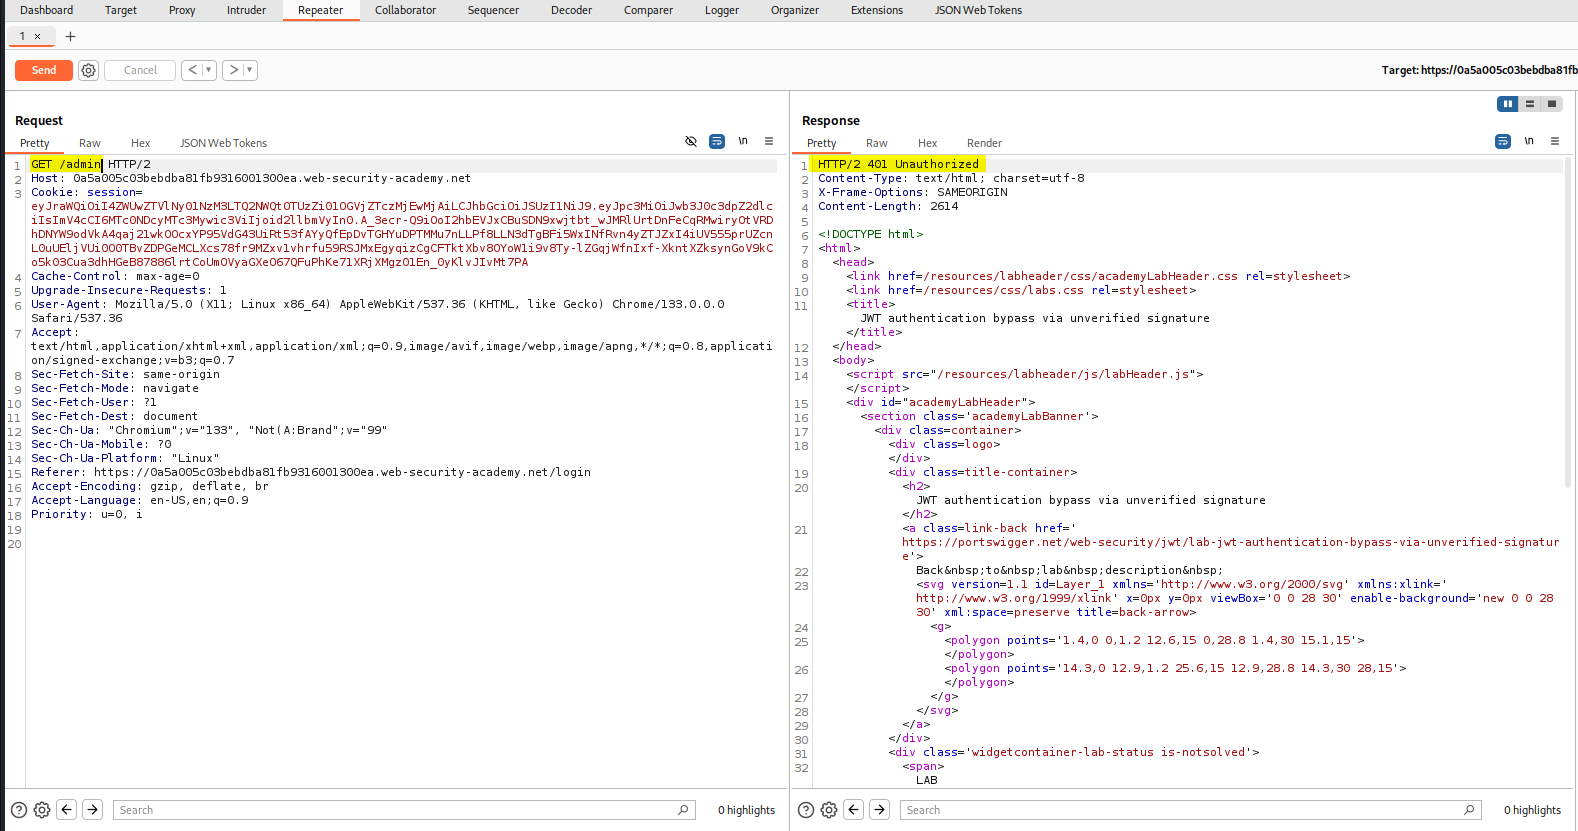 Dashboard Target Proxy Intruder Repeater Collaborator Sequencer Decoder Comparer Logger Organizer Extensions JSON Web Tokens
1 × +
Send Cancel < > Target: https://0a5a005c03bebdba81fb
Request
Pretty Raw Hex JSON Web Tokens \n
1 GET /admin HTTP/2
2 Host: 0a5a005c03bebdba81fb9316001300ea.web-security-academy.net
3 Cookie: session=
4 Cache-Control: max-age=0
5 Upgrade-Insecure-Requests: 1
6 User-Agent: Mozilla/5.0 (X11; Linux x86_64) AppleWebKit/537.36 (KHTML, like Gecko) Chrome/133.0.0.0
Safari/537.36
7 Accept:
text/html,application/xhtml+xml,application/xml;q=0.9,image/avif,image/webp,image/apng,*/*;q=0.8,applicati
on/signed-exchange;v=b3;q=0.7
8 Sec-Fetch-Site: same-origin
9 Sec-Fetch-Mode: navigate
10 Sec-Fetch-User: ?1
11 Sec-Fetch-Dest: document
12 Sec-Ch-Ua: "Chromium";v="133", "Not(A:Brand";v="99"
13 Sec-Ch-Ua-Mobile: ?0
14 Sec-Ch-Ua-Platform: "Linux"
15 Referer: https://0a5a005c03bebdba81fb9316001300ea.web-security-academy.net/login
16 Accept-Encoding: gzip, deflate, br
17 Accept-Language: en-US,en;q=0.9
18 Priority: u=0, i
19
20
Search 0 highlights
Response
Pretty Raw Hex Render \n
1 HTTP/2 401 Unauthorized
2 Content-Type: text/html; charset=utf-8
3 X-Frame-Options: SAMEORIGIN
4 Content-Length: 2614
5
6 <!DOCTYPE html>
7 <html>
8 <head>
9 <link href=/resources/labheader/css/academyLabHeader.css rel=stylesheet>
10 <link href=/resources/css/labs.css rel=stylesheet>
11 <title>
JWT authentication bypass via unverified signature
</title>
12 </head>
13 <body>
14 <script src="/resources/labheader/js/labHeader.js">
</script>
15 <div id="academyLabHeader">
16 <section class='academyLabBanner'>
17 <div class=container>
18 <div class=logo>
</div>
19 <div class=title-container>
20 <h2>
JWT authentication bypass via unverified signature
</h2>
21 <a class=link-back href='
https://portswigger.net/web-security/jwt/lab-jwt-authentication-bypass-via-unverified-signatur
e'>
22 Back&nbsp;to&nbsp;lab&nbsp;description&nbsp;
23 <svg version=1.1 id=Layer_1 xmlns='http://www.w3.org/2000/svg' xmlns:xlink='
http://www.w3.org/1999/xlink' x=0px y=0px viewBox='0 0 28 30' enable-background='new 0 0 28
30' xml:space=preserve title=back-arrow>
24 <g>
25 <polygon points='1.4,0 0,1.2 12.6,15 0,28.8 1.4,30 15.1,15'>
</polygon>
26 <polygon points='14.3,0 12.9,1.2 25.6,15 12.9,28.8 14.3,30 28,15'>
</polygon>
27 </g>
28 </svg>
29 </a>
30 </div>
31 <div class='widgetcontainer-lab-status is-notsolved'>
32 <span>
LAB
Search 0 highlights